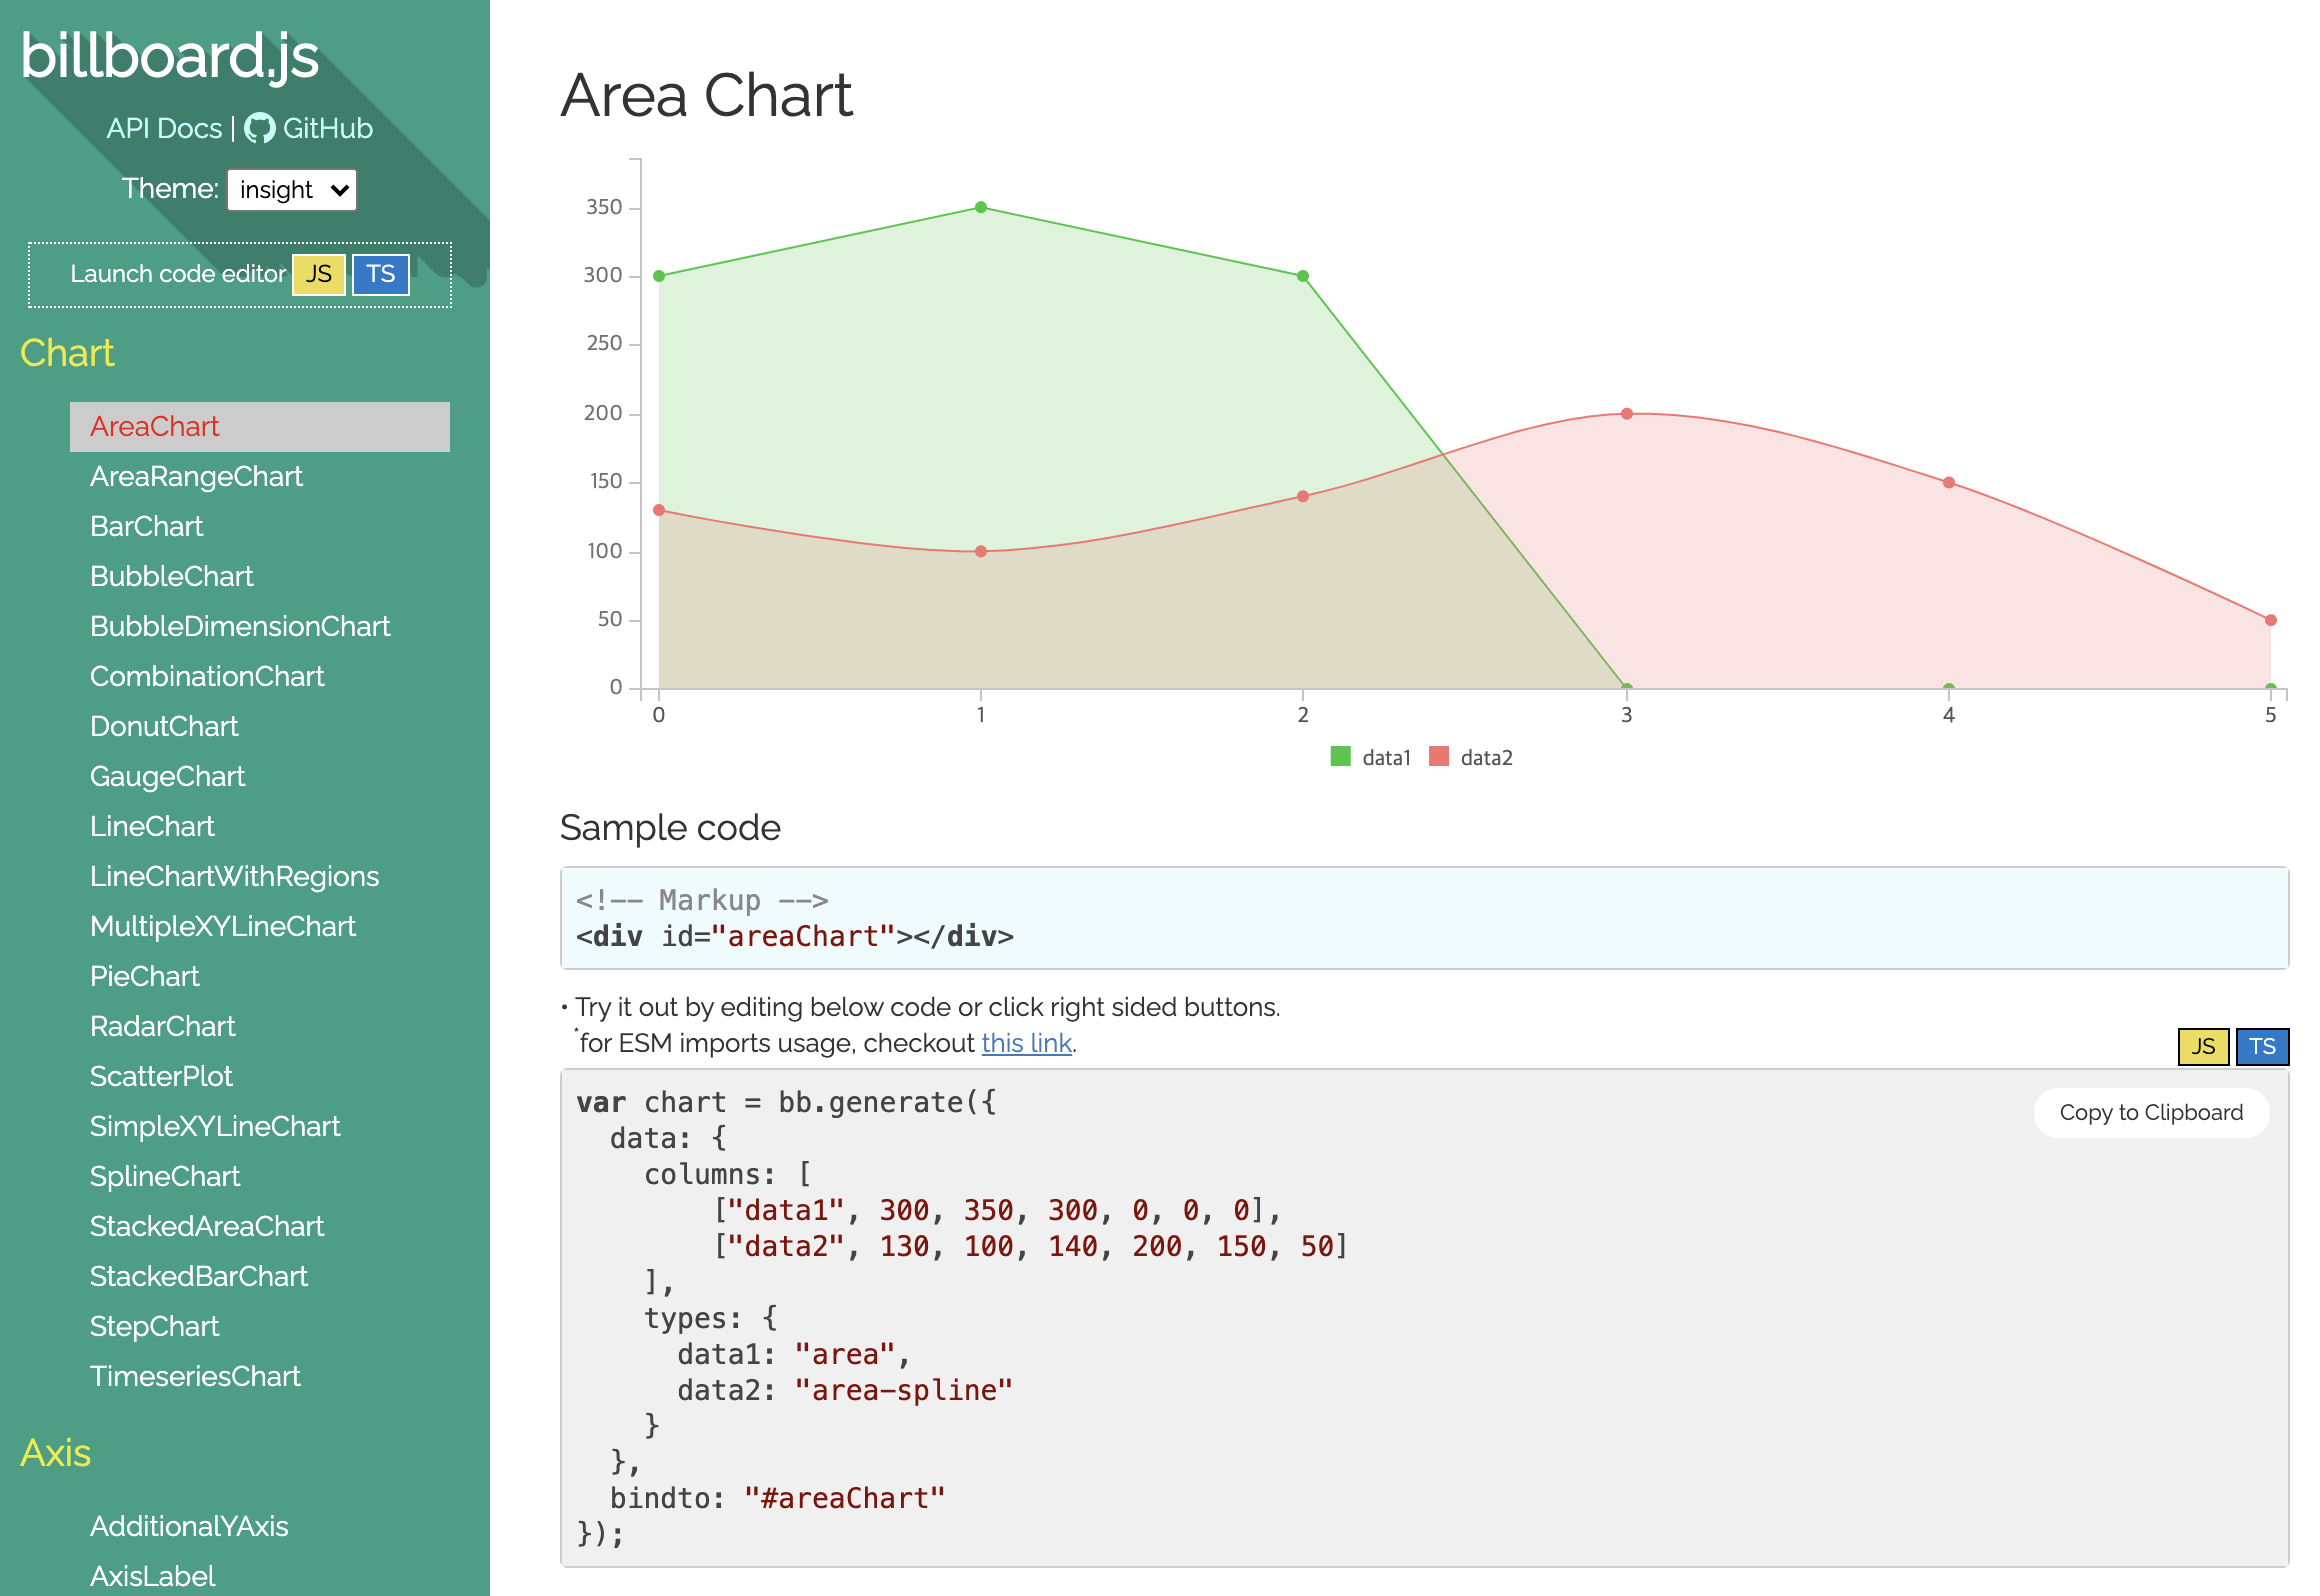 billboard.js
API Docs | GitHub
Theme: insight
Launch code editor JS TS
Chart
AreaChart
AreaRangeChart
BarChart
BubbleChart
BubbleDimensionChart
CombinationChart
DonutChart
GaugeChart
LineChart
LineChartWithRegions
MultipleXYLineChart
PieChart
RadarChart
ScatterPlot
SimpleXYLineChart
SplineChart
StackedAreaChart
StackedBarChart
StepChart
TimeseriesChart
Axis
AdditionalYAxis
AxisLabel
Area Chart
350
300
250
200
150
100
50
0
0 1 2 3 4 5
data1 data2
Sample code
<!-- Markup -->
<div id="areaChart"></div>
• Try it out by editing below code or click right sided buttons.
*for ESM imports usage, checkout this link.
JS TS
Copy to Clipboard
var chart = bb.generate({
  data: {
    columns: [
        ["data1", 300, 350, 300, 0, 0, 0],
        ["data2", 130, 100, 140, 200, 150, 50]
    ],
    types: {
      data1: "area",
      data2: "area-spline"
    }
  },
  bindto: "#areaChart"
});